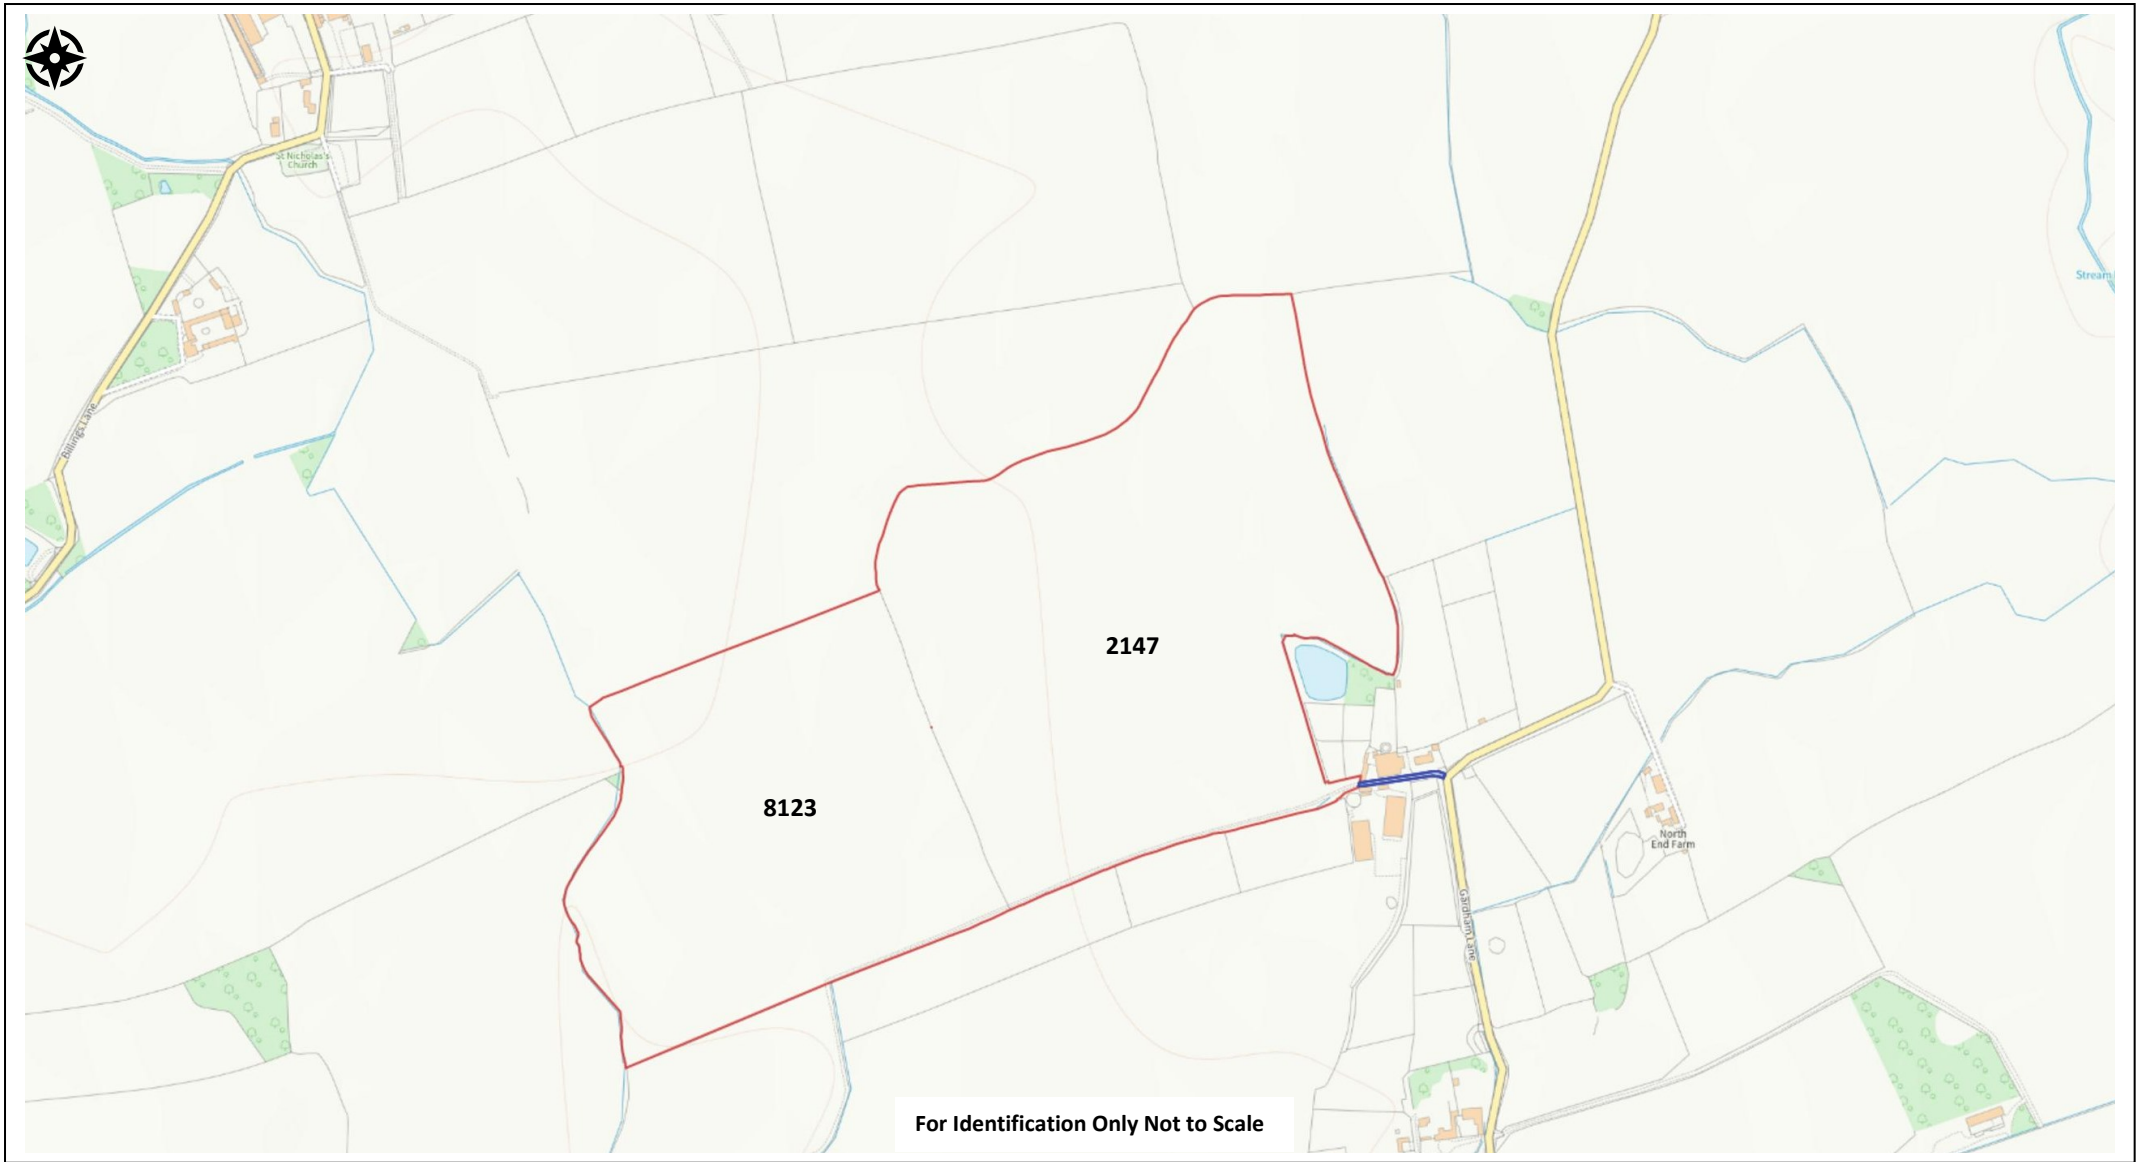 St Nicholas's
Church
Stream
Billings Lane
2147
8123
North
End Farm
Gardham Lane
For Identification Only Not to Scale